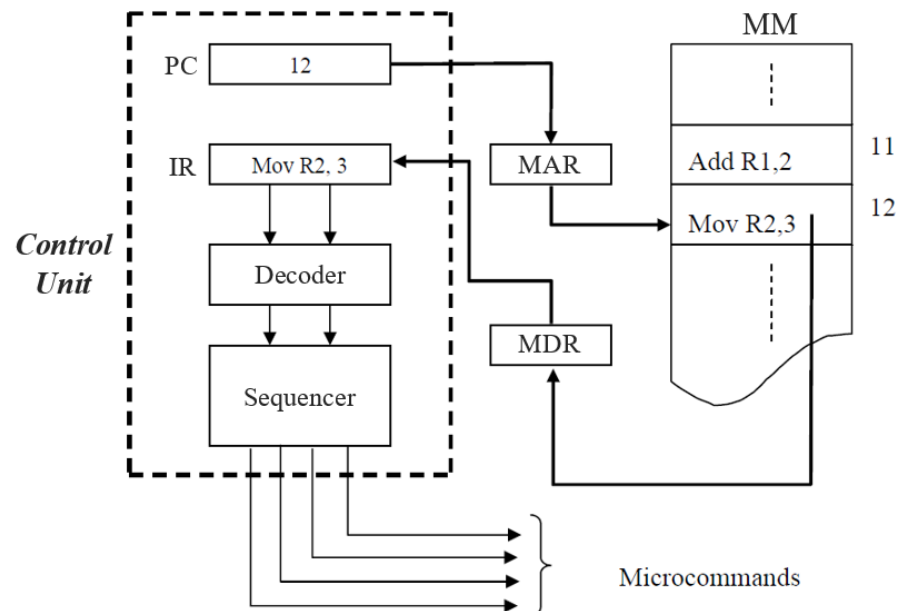 MM
PC
12
IR
Mov R2, 3
MAR
Add R1,2
11
Mov R2,3
12
Control
Unit
Decoder
MDR
Sequencer
Microcommands